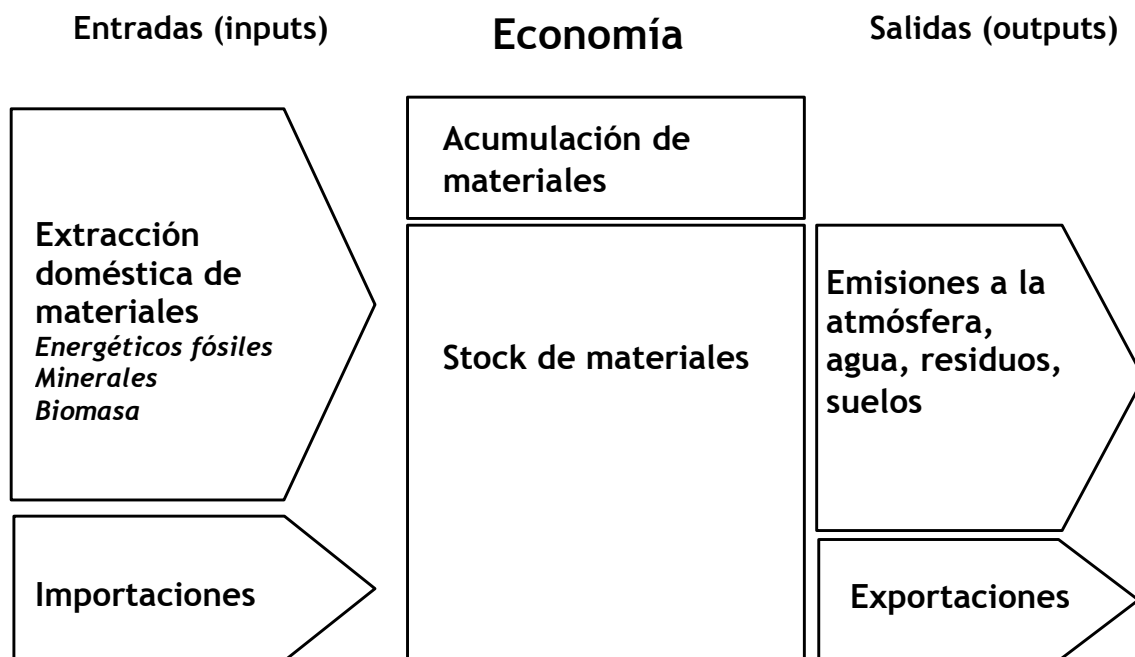 Entradas (inputs)
Economía
Salidas (outputs)
Extracción
doméstica de
materiales
Energéticos fósiles
Minerales
Biomasa
Importaciones
Acumulación de
materiales
Stock de materiales
Emisiones a la
atmósfera,
agua, residuos,
suelos
Exportaciones